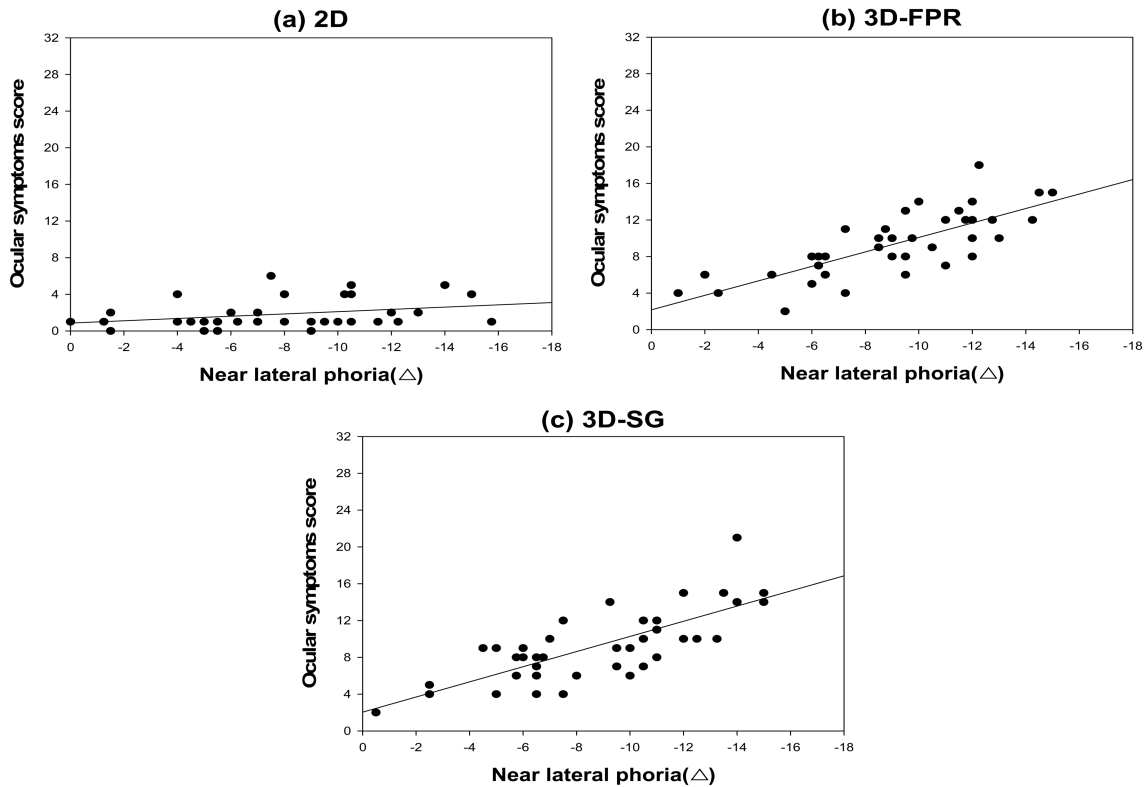 (a) 2D
Ocular symptoms score
32
28
24
20
16
12
8
4
0
0 -2 -4 -6 -8 -10 -12 -14 -16 -18
Near lateral phoria(△)
(b) 3D-FPR
Ocular symptoms score
32
28
24
20
16
12
8
4
0
0 -2 -4 -6 -8 -10 -12 -14 -16 -18
Near lateral phoria(△)
(c) 3D-SG
Ocular symptoms score
32
28
24
20
16
12
8
4
0
0 -2 -4 -6 -8 -10 -12 -14 -16 -18
Near lateral phoria(△)